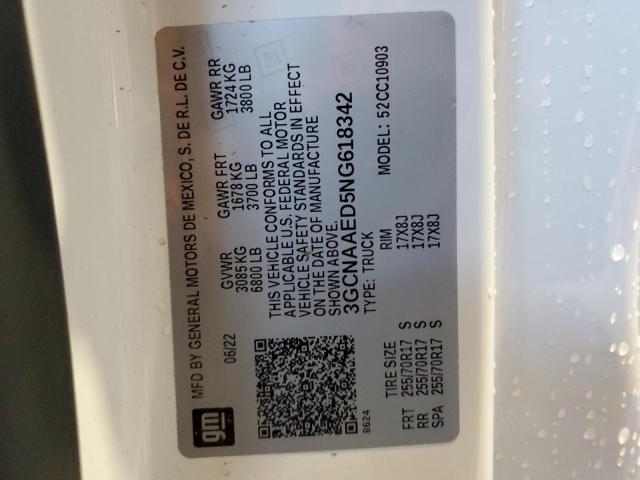 gm
MFD BY GENERAL MOTORS DE MEXICO, S. DE R.L. DE C.V.
06/22
GVWR GAWR FRT GAWR RR
3085 KG 1678 KG 1724 KG
6800 LB 3700 LB 3800 LB
THIS VEHICLE CONFORMS TO ALL
APPLICABLE U.S. FEDERAL MOTOR
VEHICLE SAFETY STANDARDS IN EFFECT
ON THE DATE OF MANUFACTURE
SHOWN ABOVE.
3GCNAAED5NG618342
TYPE: TRUCK MODEL: 52CC10903
8624
TIRE SIZE RIM
FRT 255/70R17 S 17X8J
RR 255/70R17 S 17X8J
SPA 255/70R17 S 17X8J